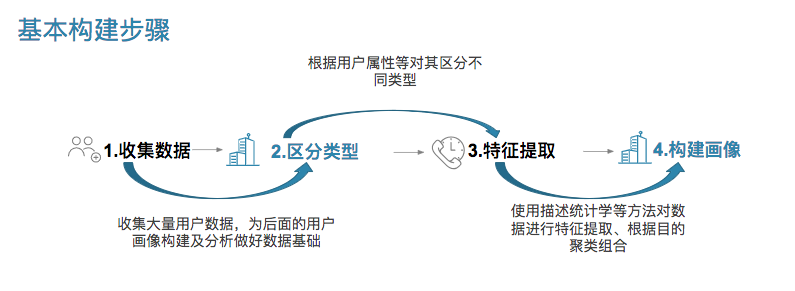 基本构建步骤
根据用户属性等对其区分不
同类型
1.收集数据
2.区分类型
3.特征提取
4.构建画像
收集大量用户数据，为后面的用户
画像构建及分析做好数据基础
使用描述统计学等方法对数
据进行特征提取、根据目的
聚类组合